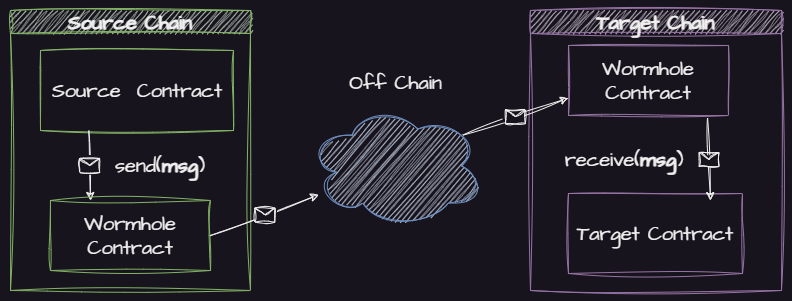 Source Chain
Source Contract
send(msg)
Wormhole
Contract
Off Chain
Target Chain
Wormhole
Contract
receive(msg)
Target Contract